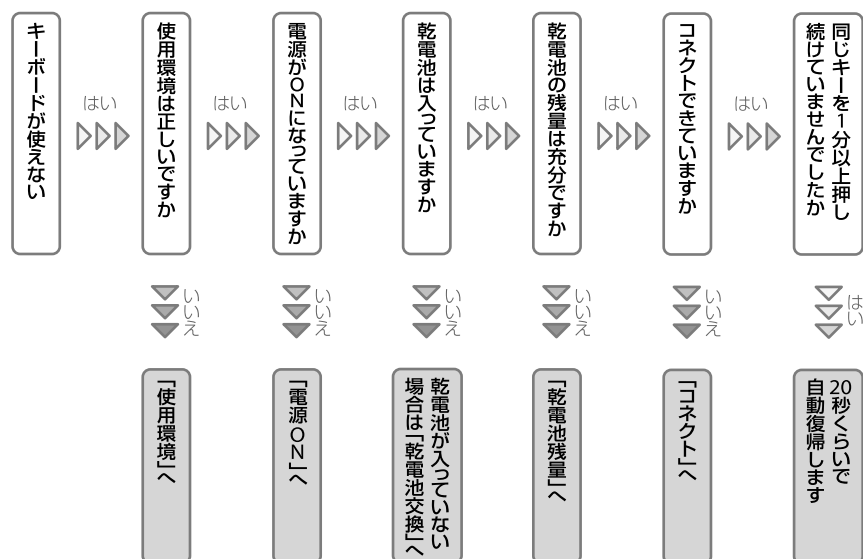 キーボードが使えない
はい
使用環境は正しいですか
はい
電源がONになっていますか
はい
乾電池は入っていますか
はい
乾電池の残量は充分ですか
はい
コネクトできていますか
はい
同じキーを1分以上押し
続けていませんでしたか
いいえ
いいえ
いいえ
いいえ
いいえ
はい
「使用環境」へ
「電源ON」へ
乾電池が入っていない
場合は「乾電池交換」へ
「乾電池残量」へ
「コネクト」へ
20秒くらいで
自動復帰します